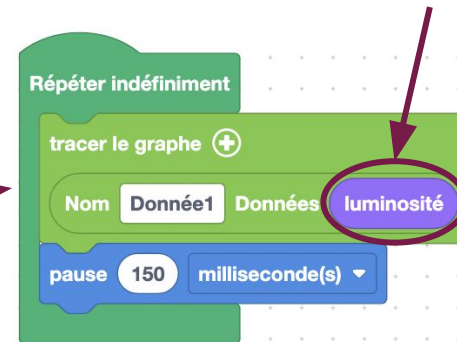 Répéter indéfiniment
tracer le graphe
Nom Donnée1 Données luminosité
pause 150 milliseconde(s)